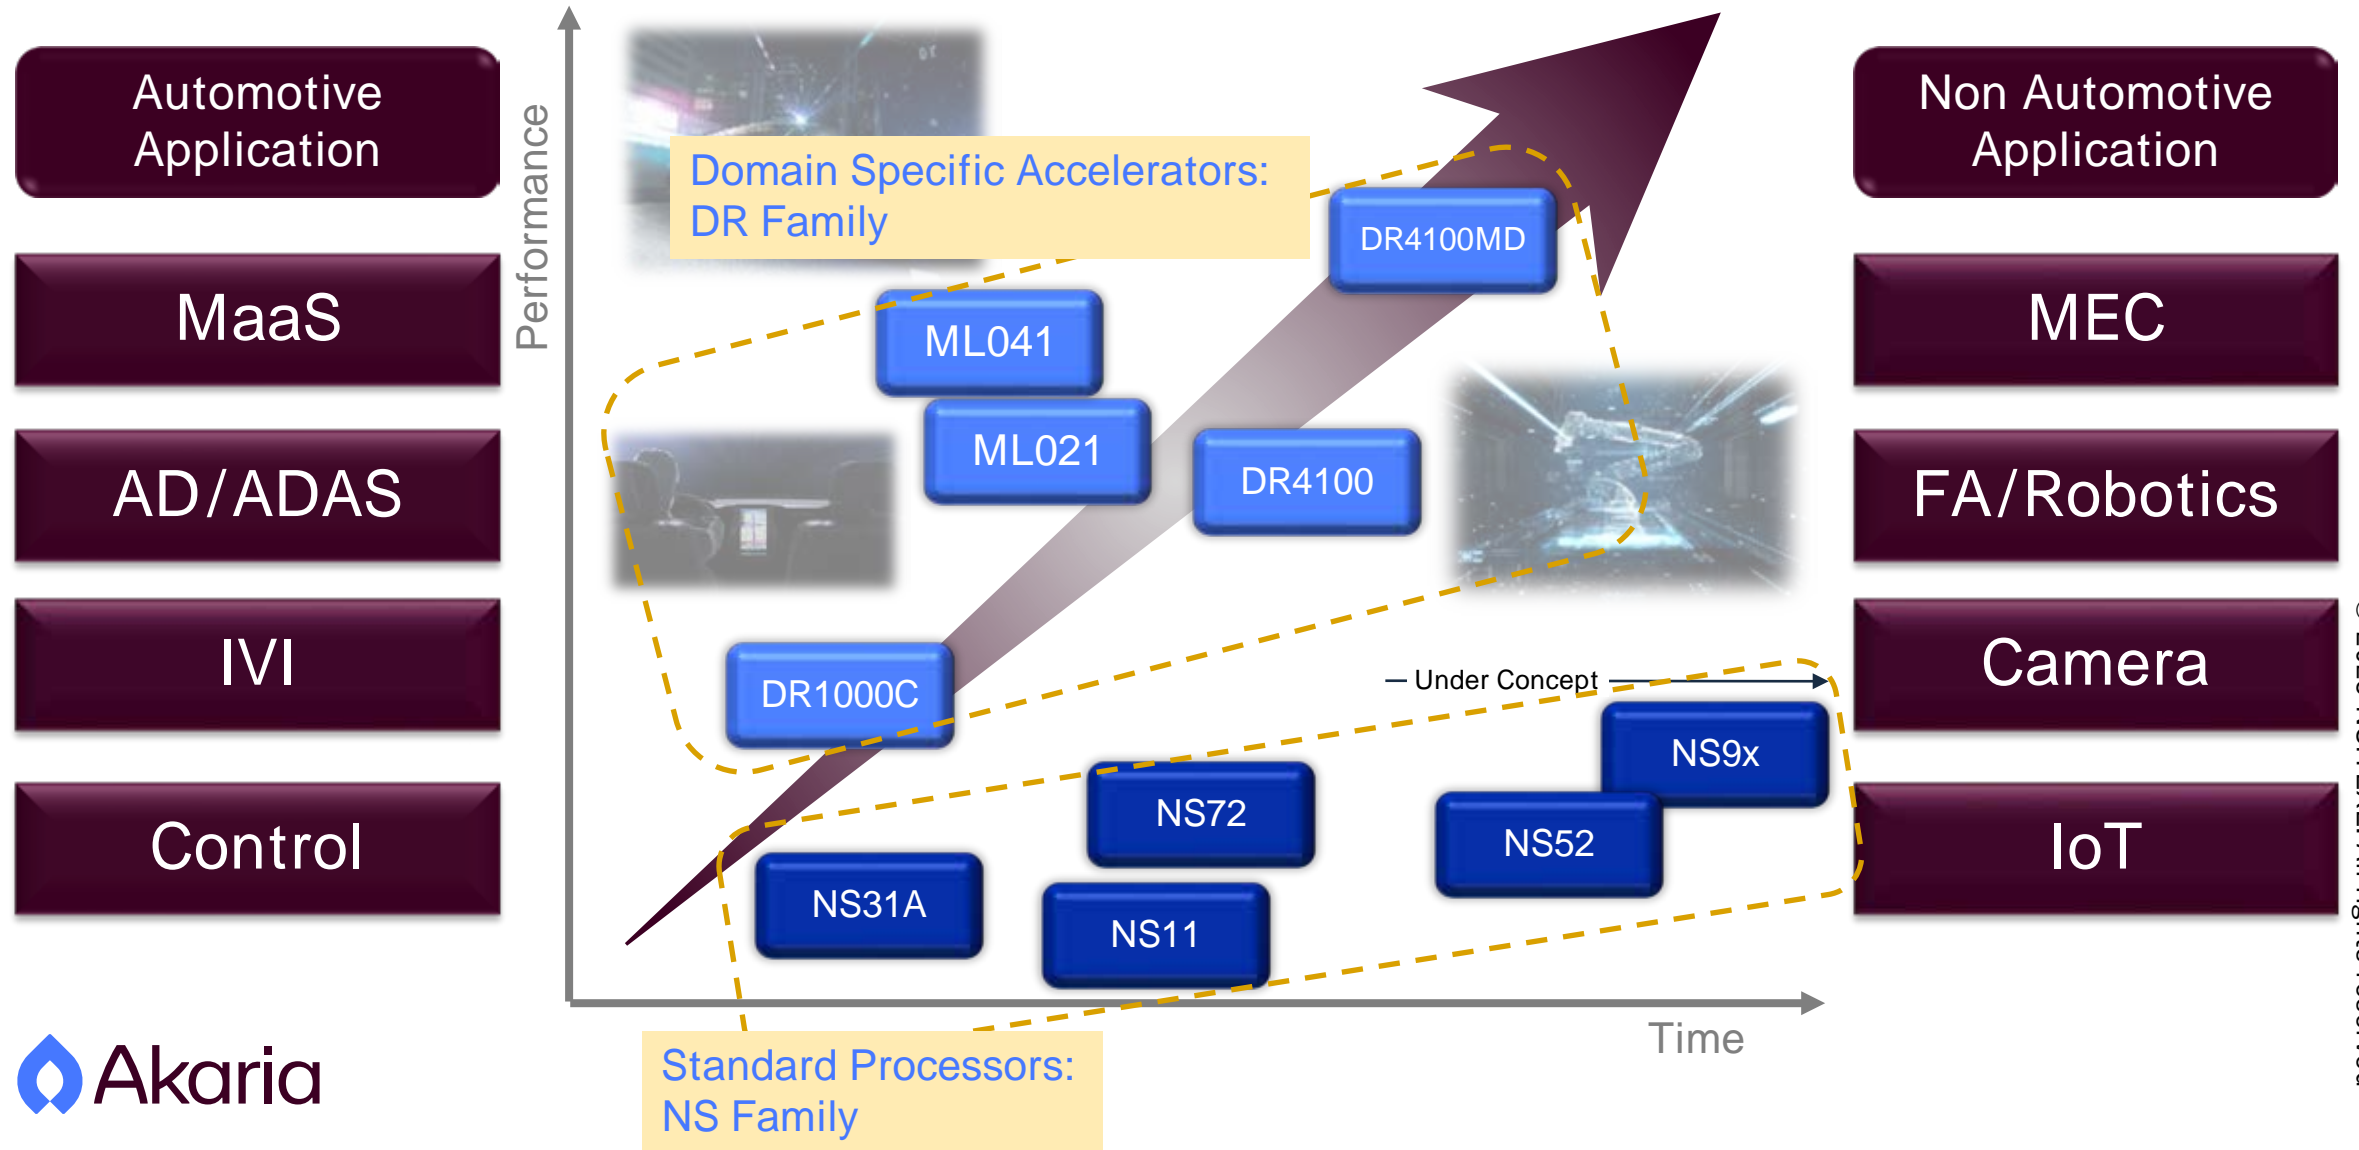 Automotive
Application
MaaS
AD/ADAS
IVI
Control
Akaria
Performance
Domain Specific Accelerators:
DR Family
DR4100MD
ML041
ML021
DR4100
DR1000C
Under Concept
NS9x
NS72
NS52
NS31A
NS11
Time
Standard Processors:
NS Family
Non Automotive
Application
MEC
FA/Robotics
Camera
IoT